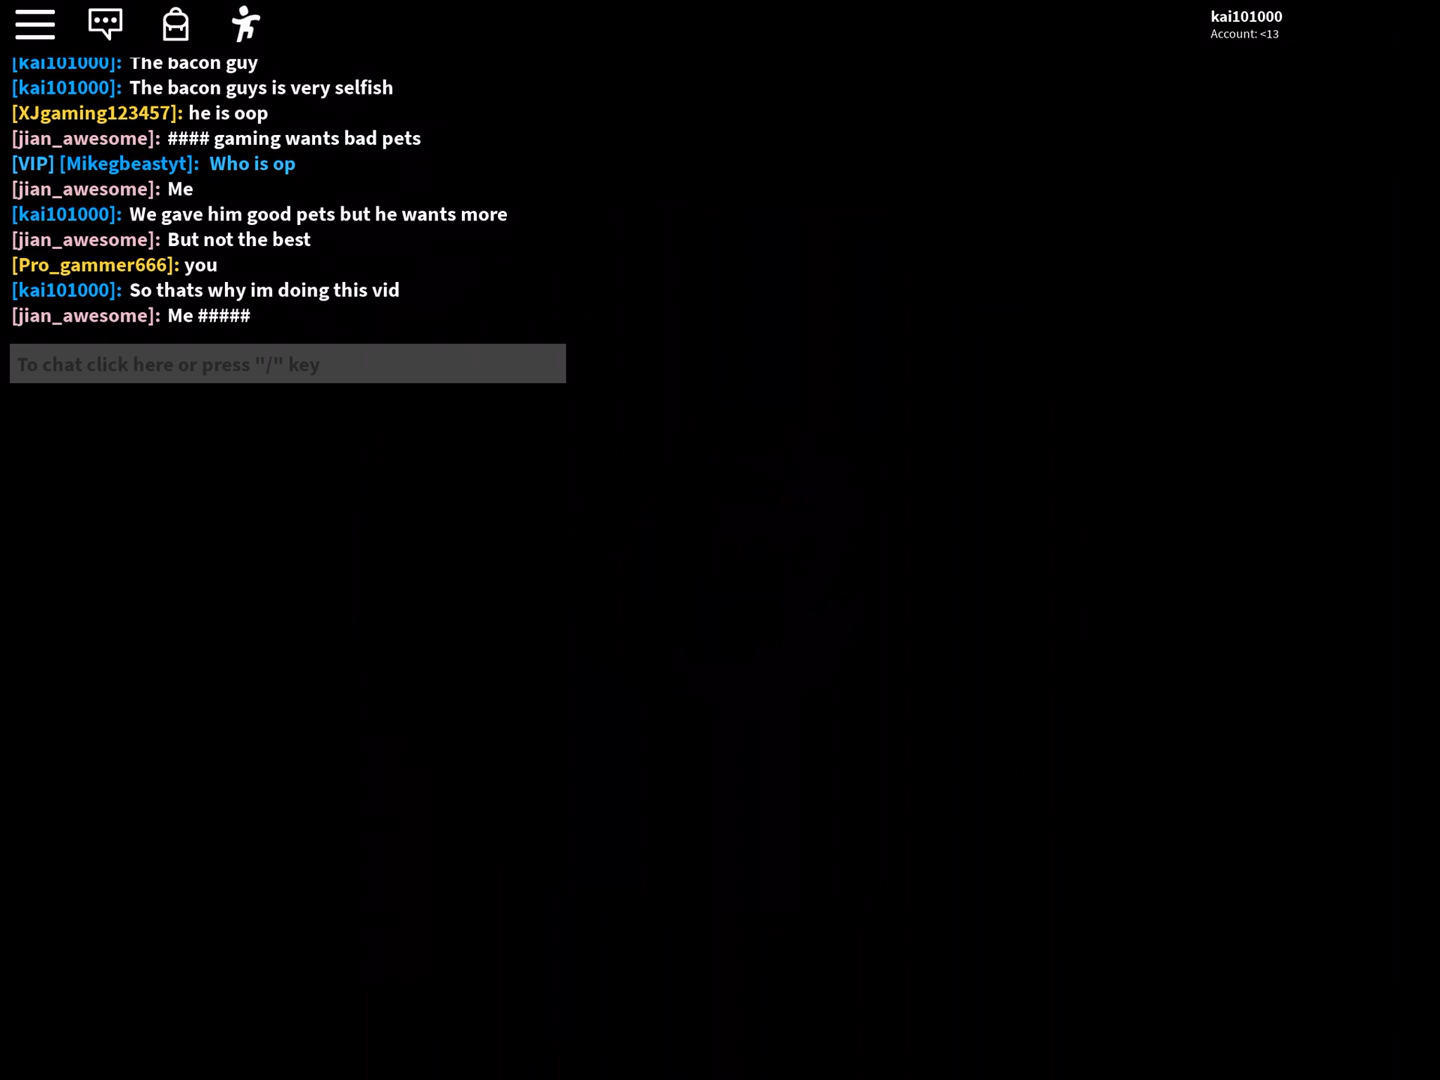 kai101000
Account: <13
[kai101000]: The bacon guy
[kai101000]: The bacon guys is very selfish
[XJgaming123457]: he is oop
[jian_awesome]: #### gaming wants bad pets
[VIP] [Mikegbeastyt]: Who is op
[jian_awesome]: Me
[kai101000]: We gave him good pets but he wants more
[jian_awesome]: But not the best
[Pro_gammer666]: you
[kai101000]: So thats why im doing this vid
[jian_awesome]: Me #####
To chat click here or press "/" key